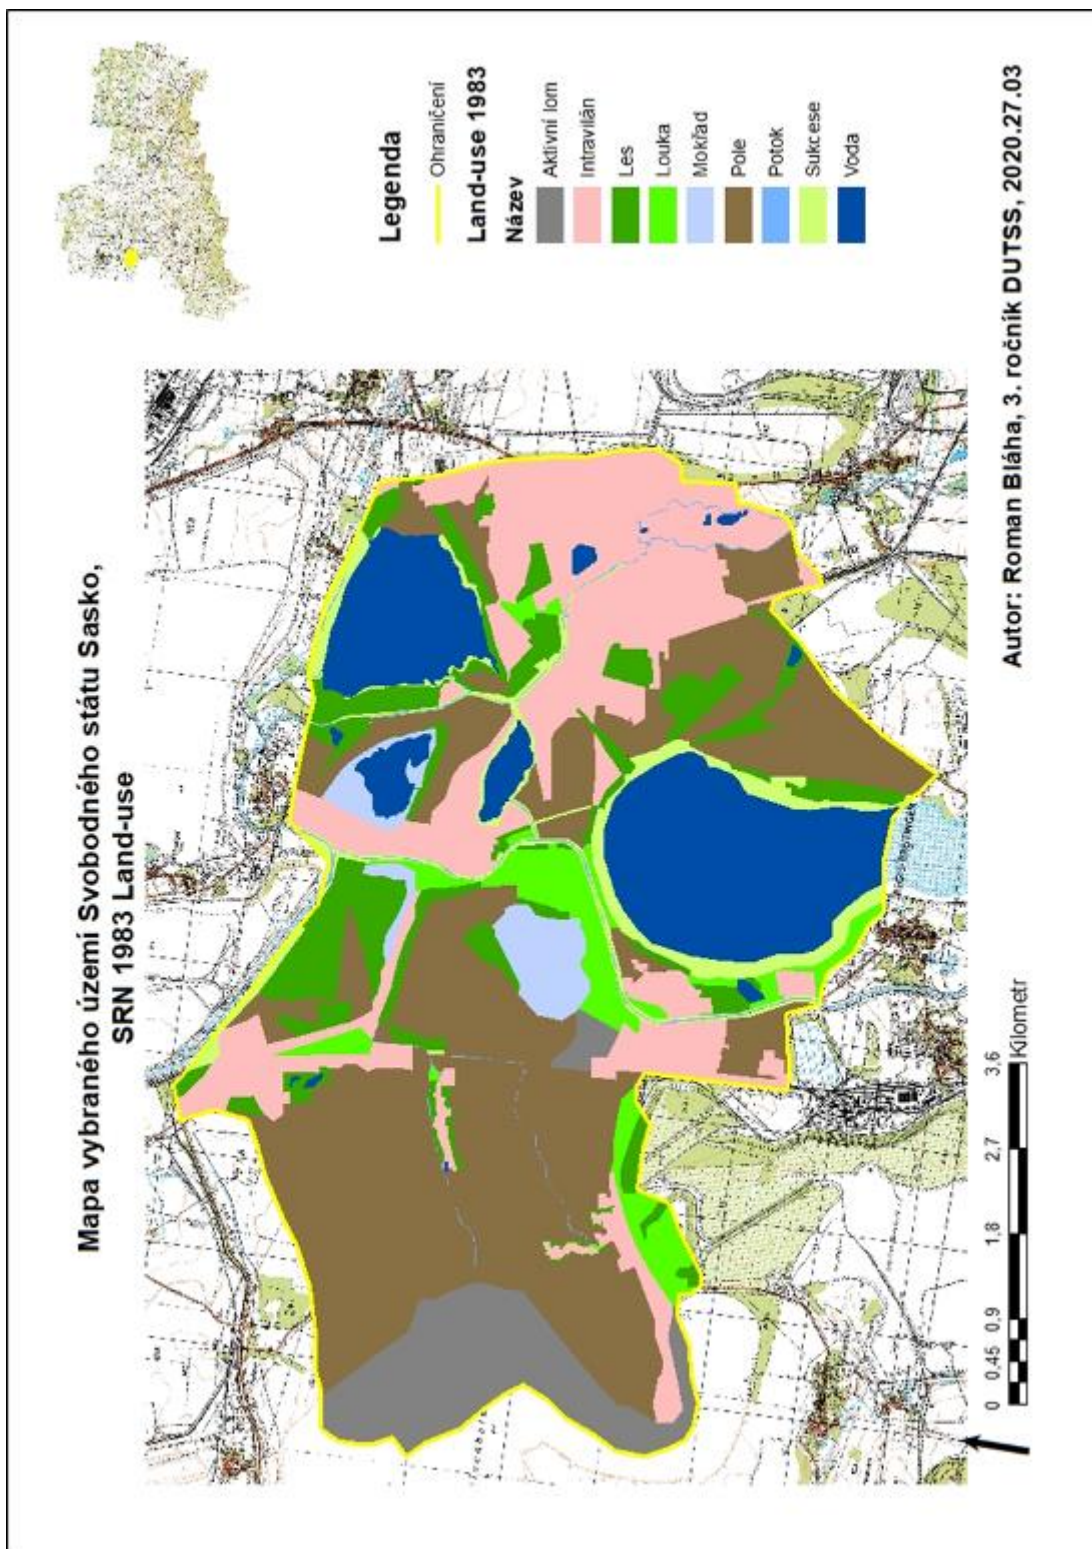 Mapa vybraného území Svobodného státu Sasko,
SRN 1983 Land-use
Legenda
Ohraničení
Land-use 1983
Název
Aktivní lom
Intravilán
Les
Louka
Mokřad
Pole
Potok
Sukcese
Voda
0 0.45 0.9 1.8 2.7 3.6
Kilometr
Autor: Roman Bláha, 3. ročník DUTSS, 2020.27.03